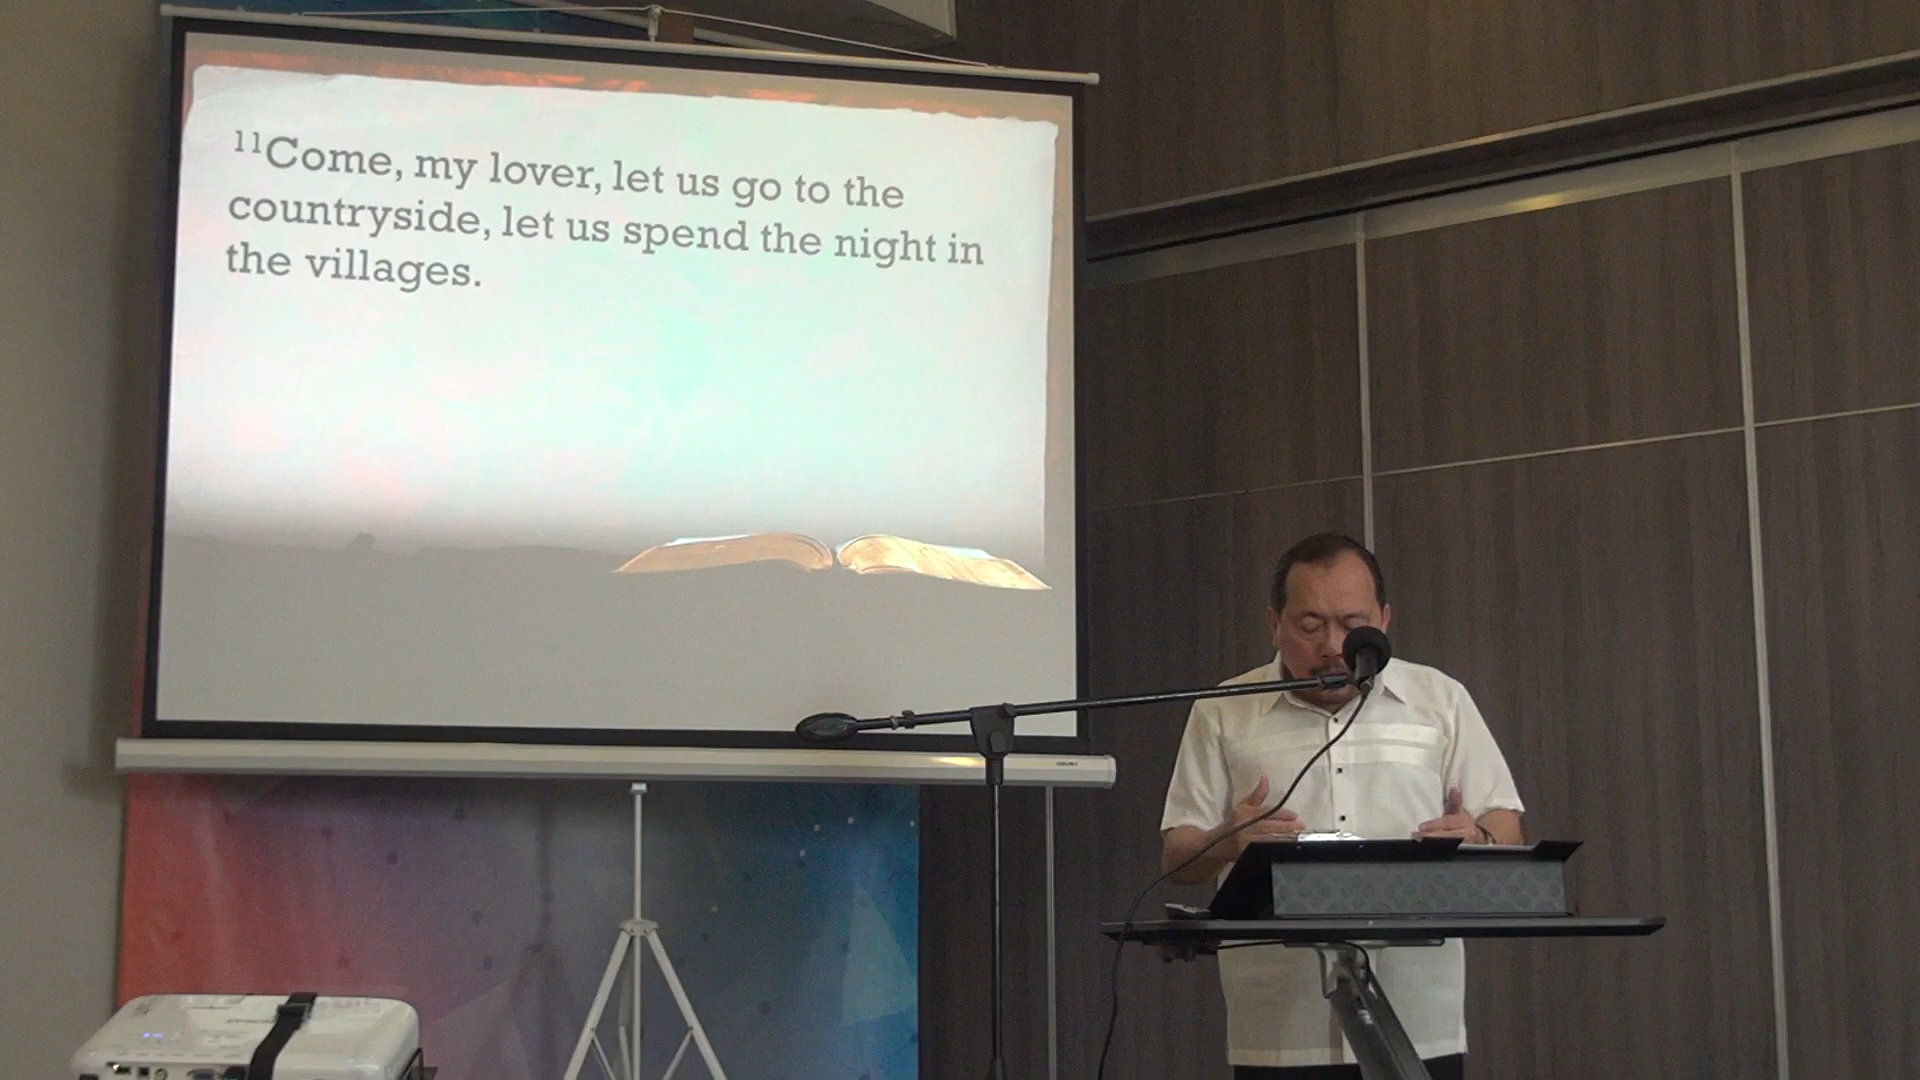 ¹¹Come, my lover, let us go to the
countryside, let us spend the night in
the villages.